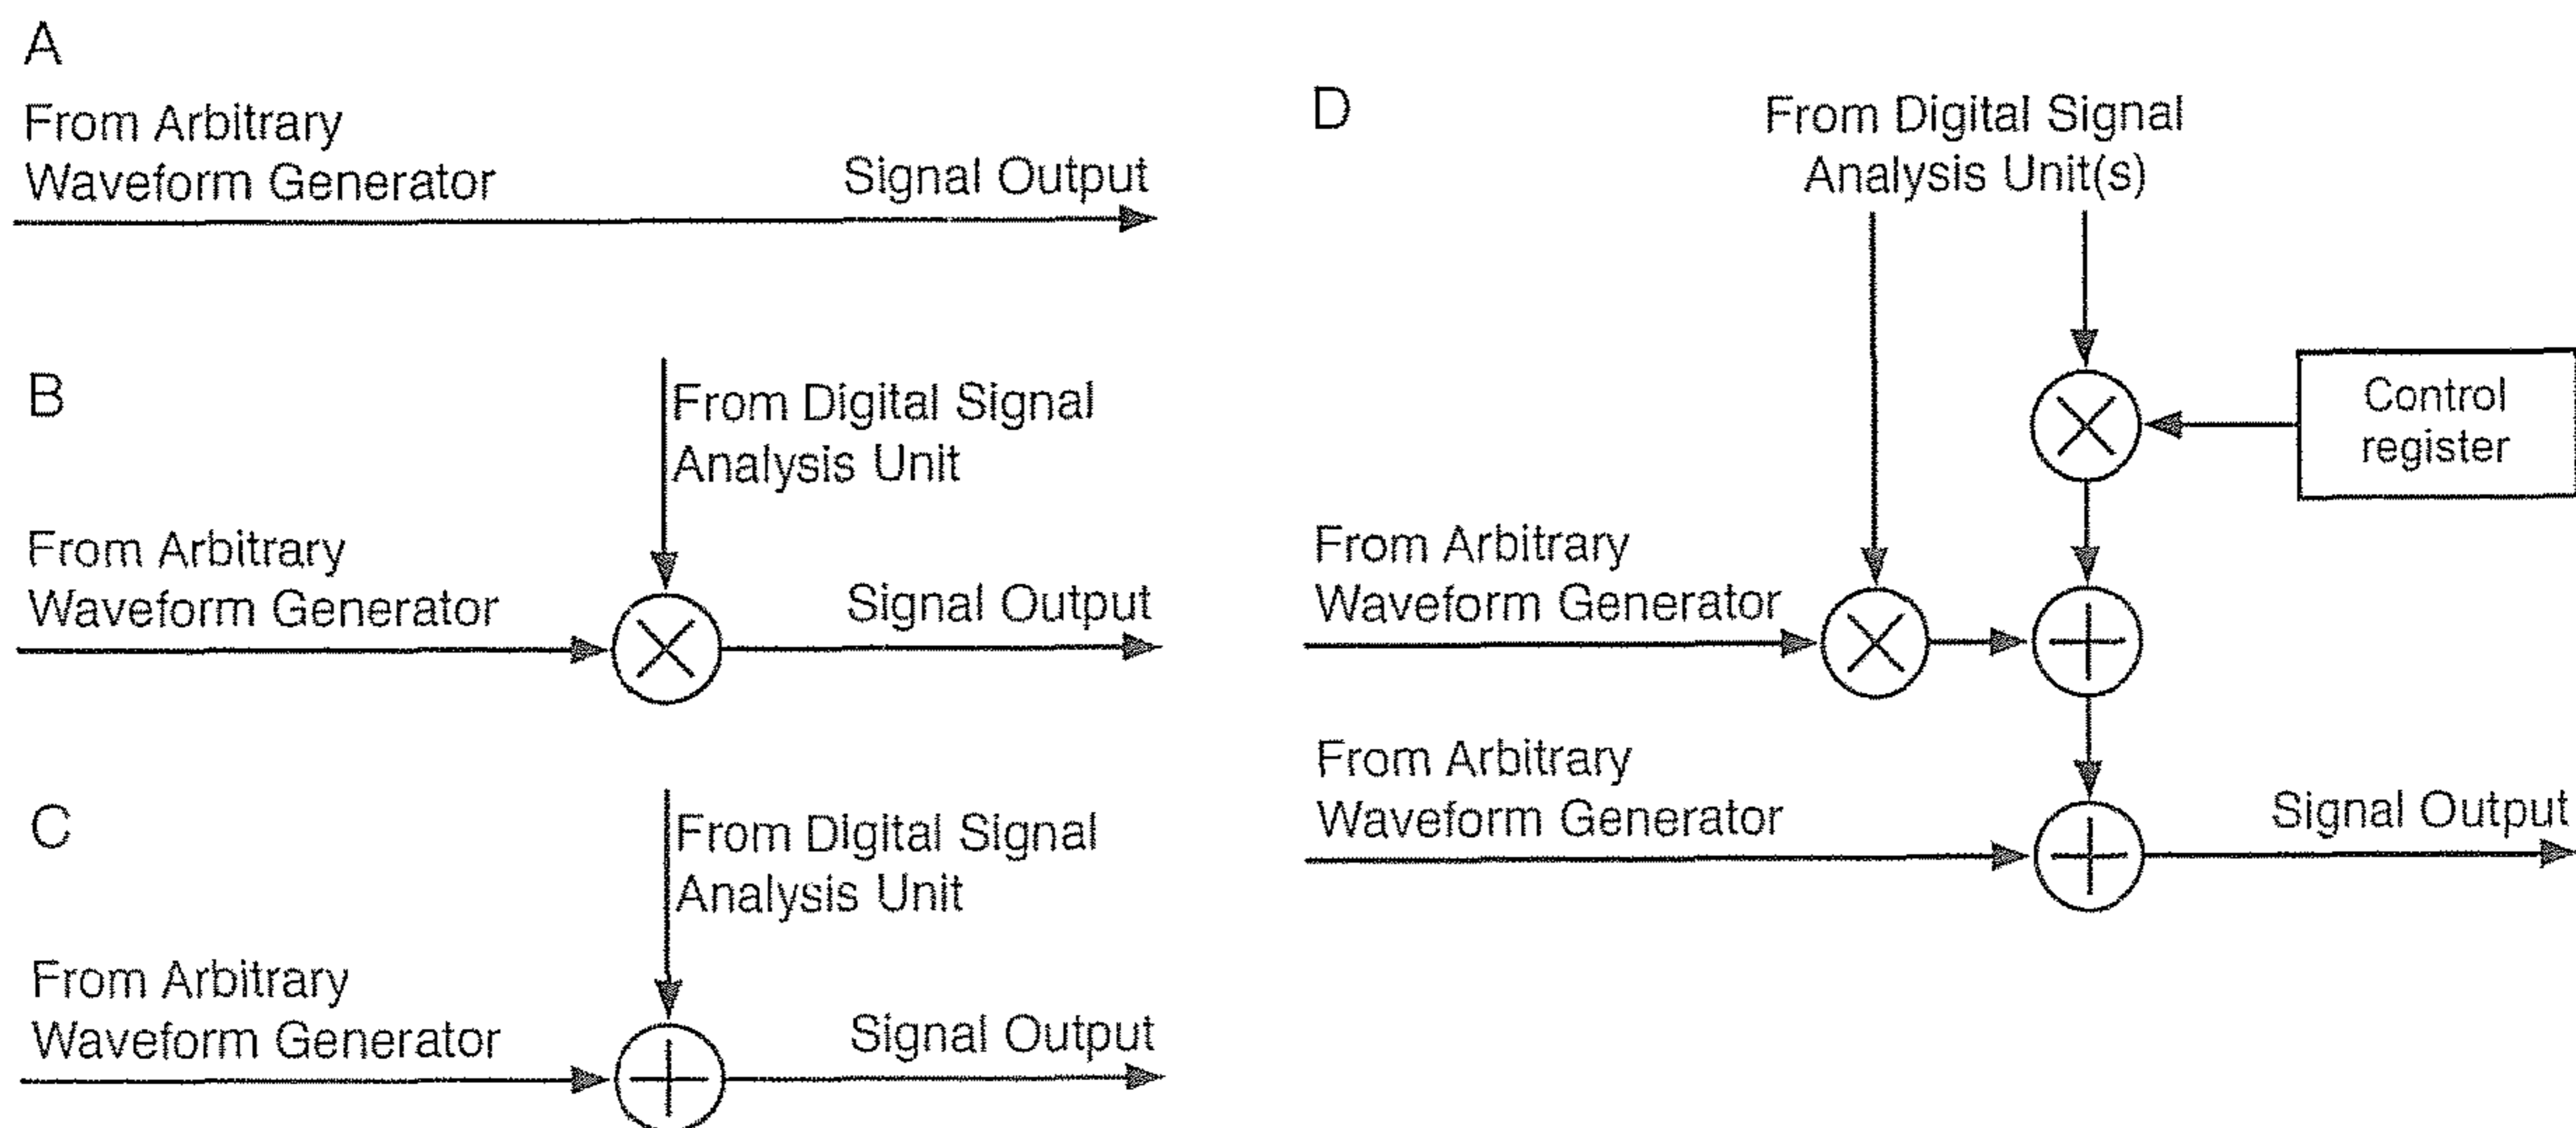 A
From Arbitrary
Waveform Generator
Signal Output
B
From Digital Signal
Analysis Unit
From Arbitrary
Waveform Generator
Signal Output
C
From Digital Signal
Analysis Unit
From Arbitrary
Waveform Generator
Signal Output
D
From Digital Signal
Analysis Unit(s)
Control
register
From Arbitrary
Waveform Generator
From Arbitrary
Waveform Generator
Signal Output